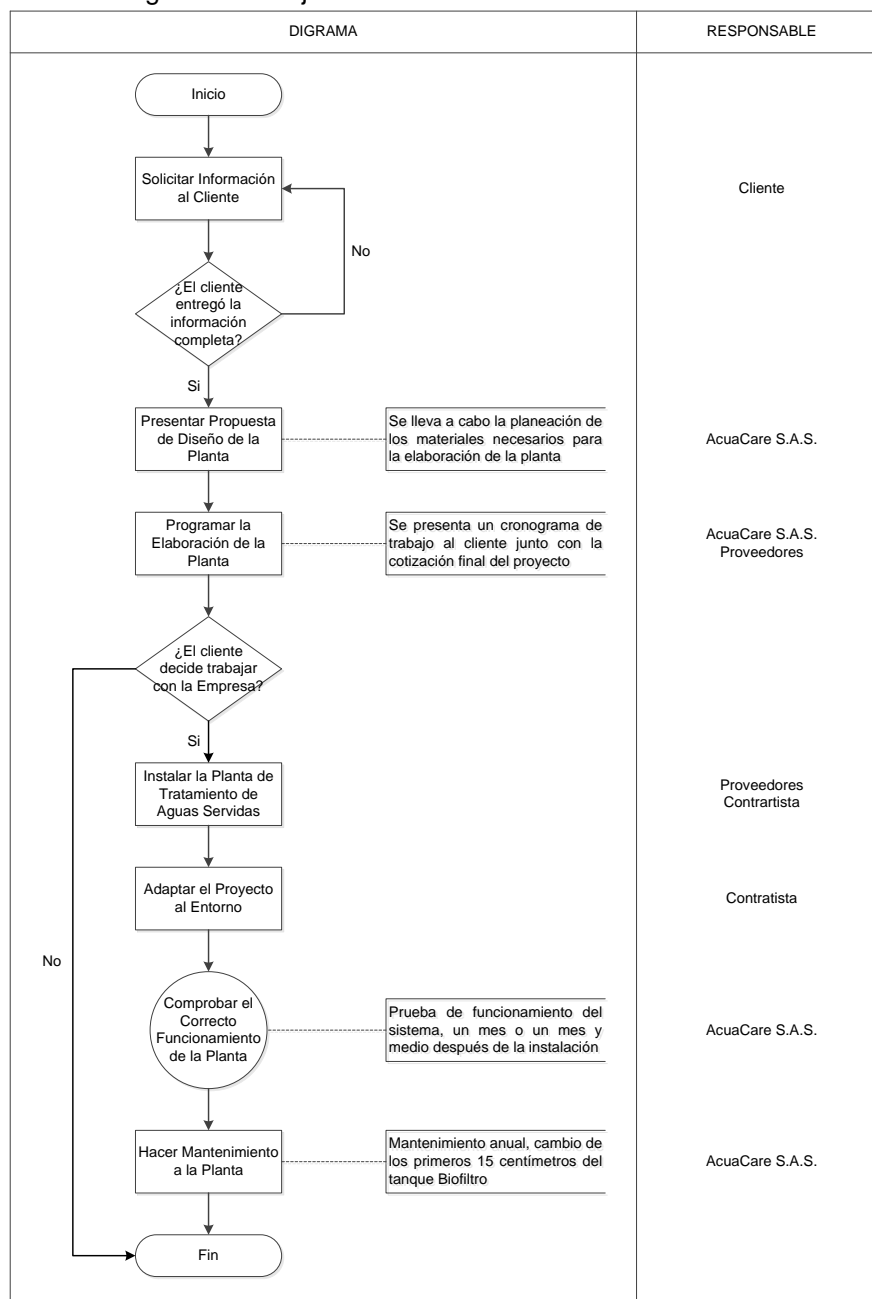 DIGRAMA
RESPONSABLE
Inicio
Solicitar Información
al Cliente
Cliente
No
¿El cliente
entregó la
información
completa?
Si
Presentar Propuesta
de Diseño de la
Planta
Se lleva a cabo la planeación de
los materiales necesarios para
la elaboración de la planta
AcuaCare S.A.S.
Programar la
Elaboración de la
Planta
Se presenta un cronograma de
trabajo al cliente junto con la
cotización final del proyecto
AcuaCare S.A.S.
Proveedores
¿El cliente
decide trabajar
con la Empresa?
Si
Instalar la Planta de
Tratamiento de
Aguas Servidas
Proveedores
Contrartista
Adaptar el Proyecto
al Entorno
Contratista
No
Comprobar el
Correcto
Funcionamiento
de la Planta
Prueba de funcionamiento del
sistema, un mes o un mes y
medio después de la instalación
AcuaCare S.A.S.
Hacer Mantenimiento
a la Planta
Mantenimiento anual, cambio de
los primeros 15 centímetros del
tanque Biofiltro
AcuaCare S.A.S.
Fin